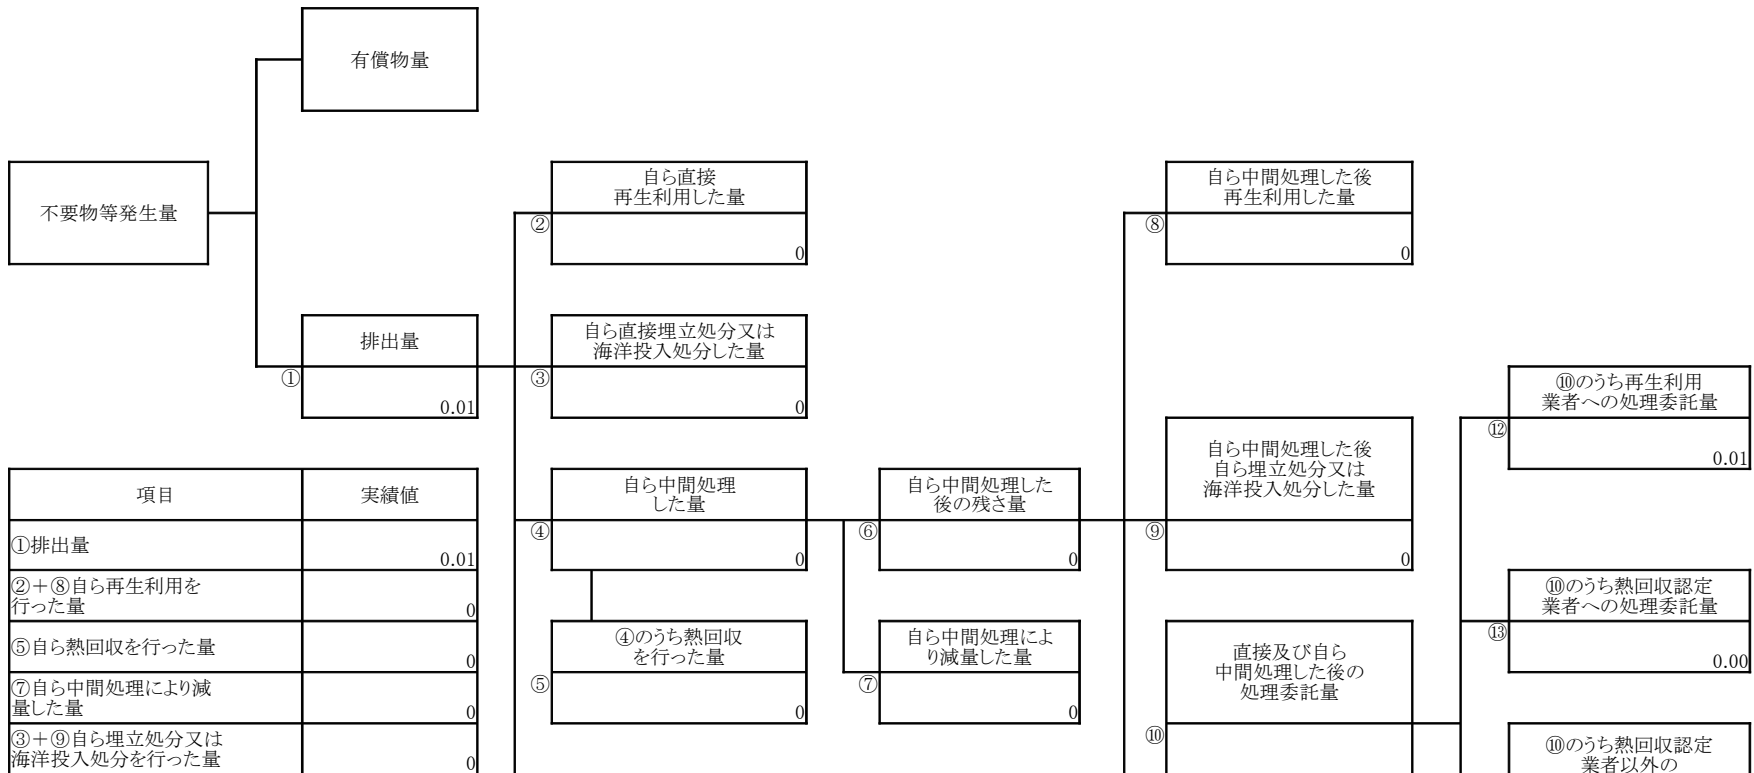 有償物量
不要物等発生量
自ら直接
再生利用した量
②
0
自ら中間処理した後
再生利用した量
⑧
0
排出量
①
0.01
自ら直接埋立処分又は
海洋投入処分した量
③
0
⑩のうち再生利用
業者への処理委託量
⑫
0.01
自ら中間処理
した量
④
0
自ら中間処理した
後の残さ量
⑥
0
自ら中間処理した後
自ら埋立処分又は
海洋投入処分した量
⑨
0
⑩のうち熱回収認定
業者への処理委託量
⑬
0.00
④のうち熱回収
を行った量
⑤
0
自ら中間処理によ
り減量した量
⑦
0
直接及び自ら
中間処理した後の
処理委託量
⑩
⑩のうち熱回収認定
業者以外の
項目 実績値
①排出量 0.01
②+⑧自ら再生利用を
行った量 0
⑤自ら熱回収を行った量 0
⑦自ら中間処理により減
量した量 0
③+⑨自ら埋立処分又は
海洋投入処分を行った量 0